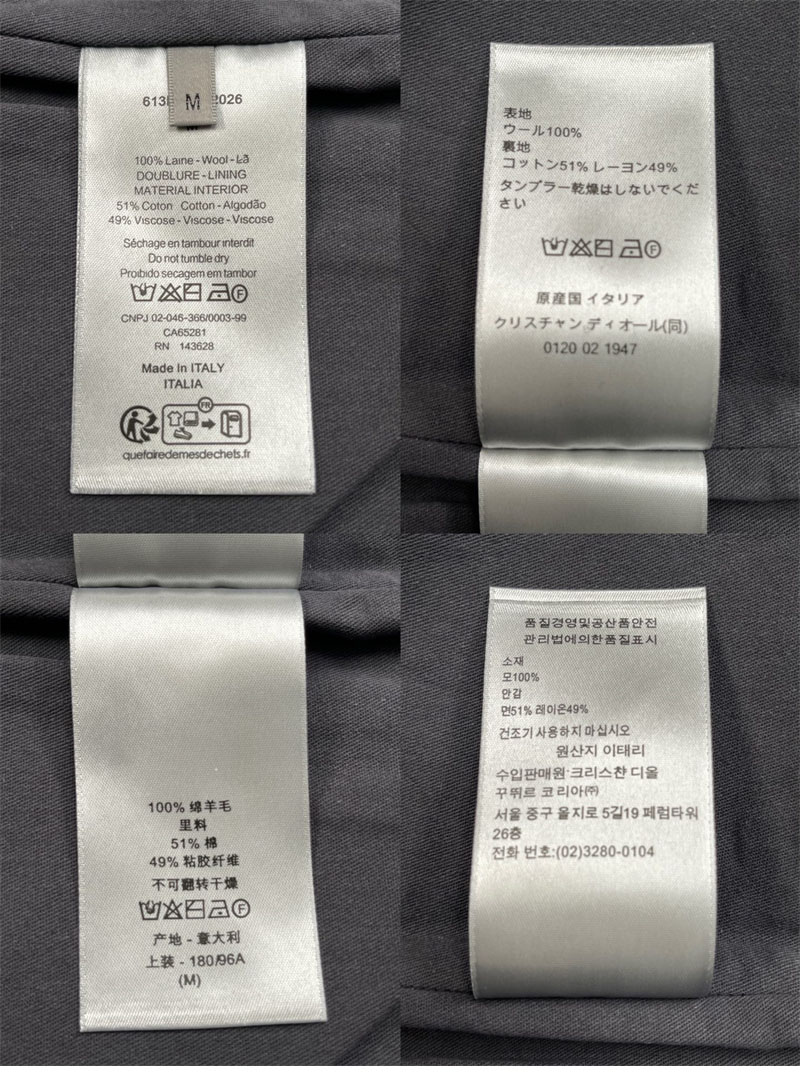 M
613 2026
100% Laine - Wool - Lã
DOUBLURE - LINING
MATERIAL INTERIOR
51% Coton Cotton - Algodão
49% Viscose - Viscose - Viscose
Séchage en tambour interdit
Do not tumble dry
Proibido secagem em tambor
F
CNPJ 02-046-366/0003-99
CA65281
RN 143628
Made In ITALY
ITALIA
FR
quefairedemesdechets.fr
表地
ウール100%
裏地
コットン51% レーヨン49%
タンブラー乾燥はしないでくだ
さい
F
原産国 イタリア
クリスチャン ディオール(同)
0120 02 1947
100% 绵羊毛
里料
51% 棉
49% 粘胶纤维
不可翻转干燥
F
产地 - 意大利
上装 - 180/96A
(M)
품질경영및공산품안전
관리법에의한품질표시
소재
모100%
안감
면51% 레이온49%
건조기사용하지 마십시오
원산지 이태리
수입판매원·크리스챤 디올
꾸뛰르 코리아㈜
서울 중구 을지로 5길19 페럼타워
26층
전화 번호:(02)3280-0104